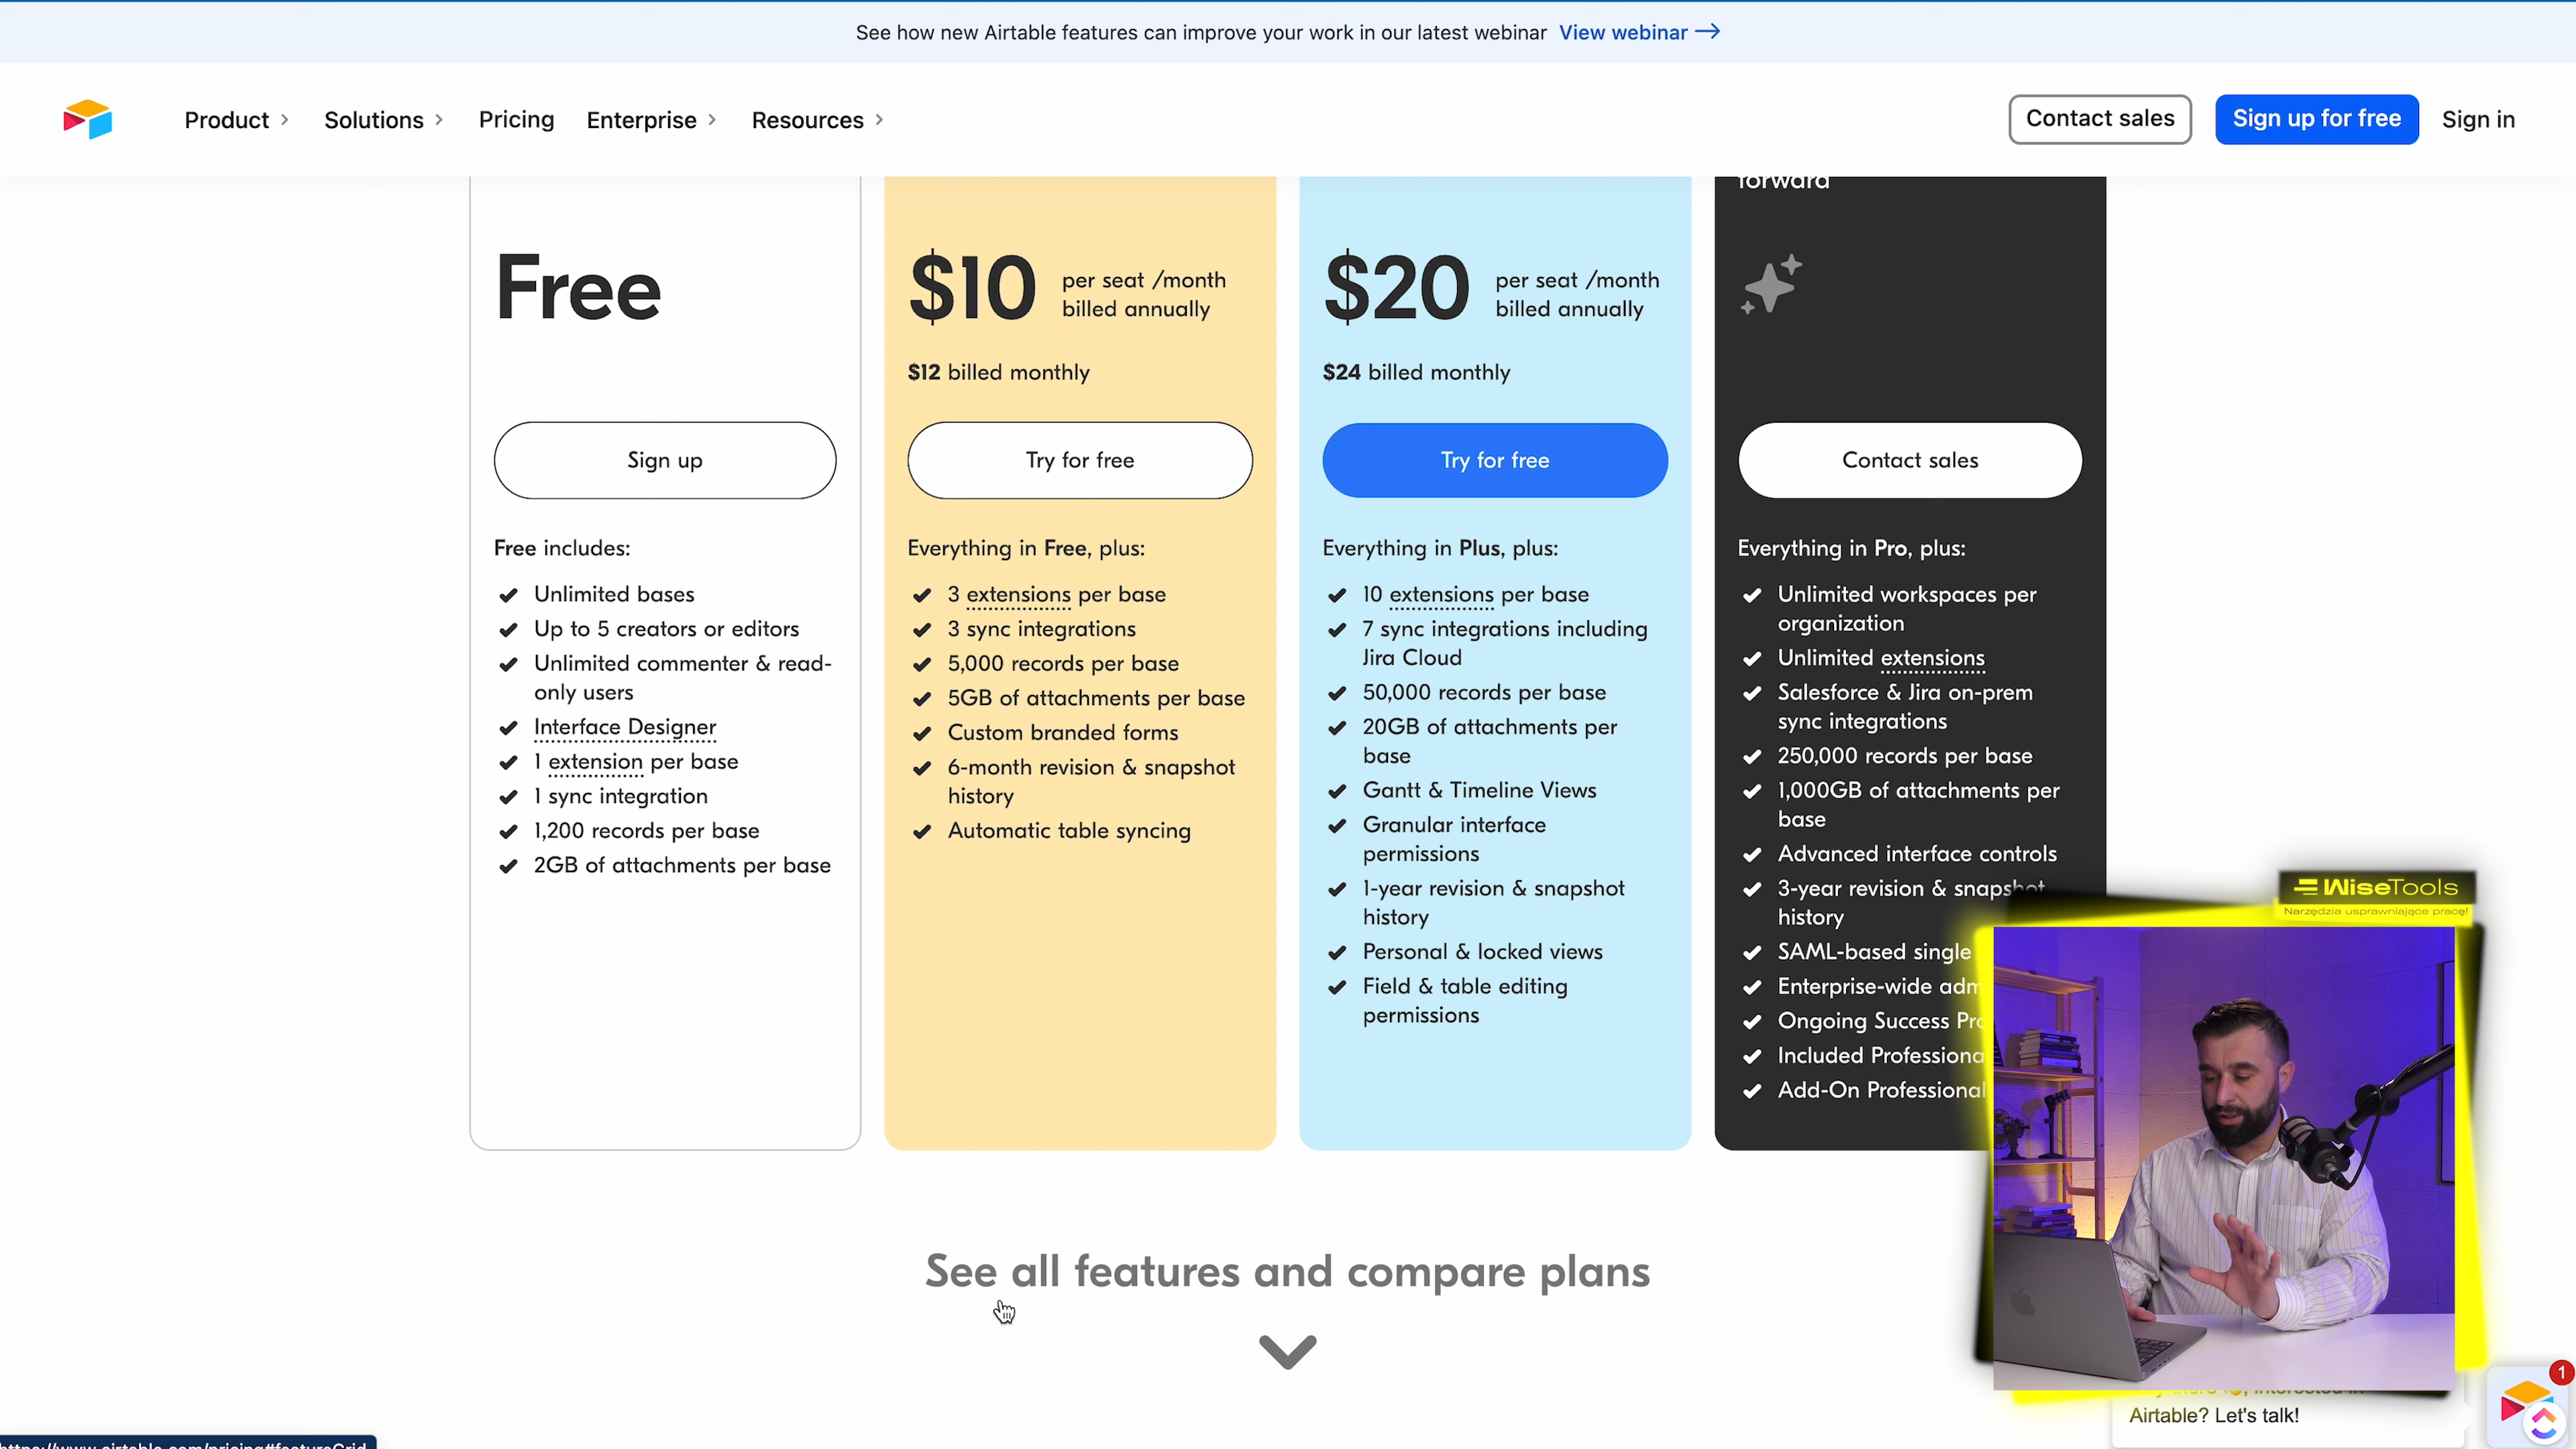 See how new Airtable features can improve your work in our latest webinar View webinar →
Product
Solutions
Pricing
Enterprise
Resources
Contact sales
Sign up for free
Sign in
Free
Sign up
Free includes:
Unlimited bases
Up to 5 creators or editors
Unlimited commenter & read-
only users
Interface Designer
1 extension per base
1 sync integration
1,200 records per base
2GB of attachments per base
$10
per seat /month
billed annually
$12 billed monthly
Try for free
Everything in Free, plus:
3 extensions per base
3 sync integrations
5,000 records per base
5GB of attachments per base
Custom branded forms
6-month revision & snapshot
history
Automatic table syncing
$20
per seat /month
billed annually
$24 billed monthly
Try for free
Everything in Plus, plus:
10 extensions per base
7 sync integrations including
Jira Cloud
50,000 records per base
20GB of attachments per
base
Gantt & Timeline Views
Granular interface
permissions
1-year revision & snapshot
history
Personal & locked views
Field & table editing
permissions
forward
Contact sales
Everything in Pro, plus:
Unlimited workspaces per
organization
Unlimited extensions
Salesforce & Jira on-prem
sync integrations
250,000 records per base
1,000GB of attachments per
base
Advanced interface controls
3-year revision & snapshot
history
SAML-based single
Enterprise-wide
Ongoing Success
Included
Add-On Professional
WiseTools
Narzędzia usprawniające pracę!
See all features and compare plans
Airtable? Let's talk!
1
https://www.airtable.com/pricing#featureGrid